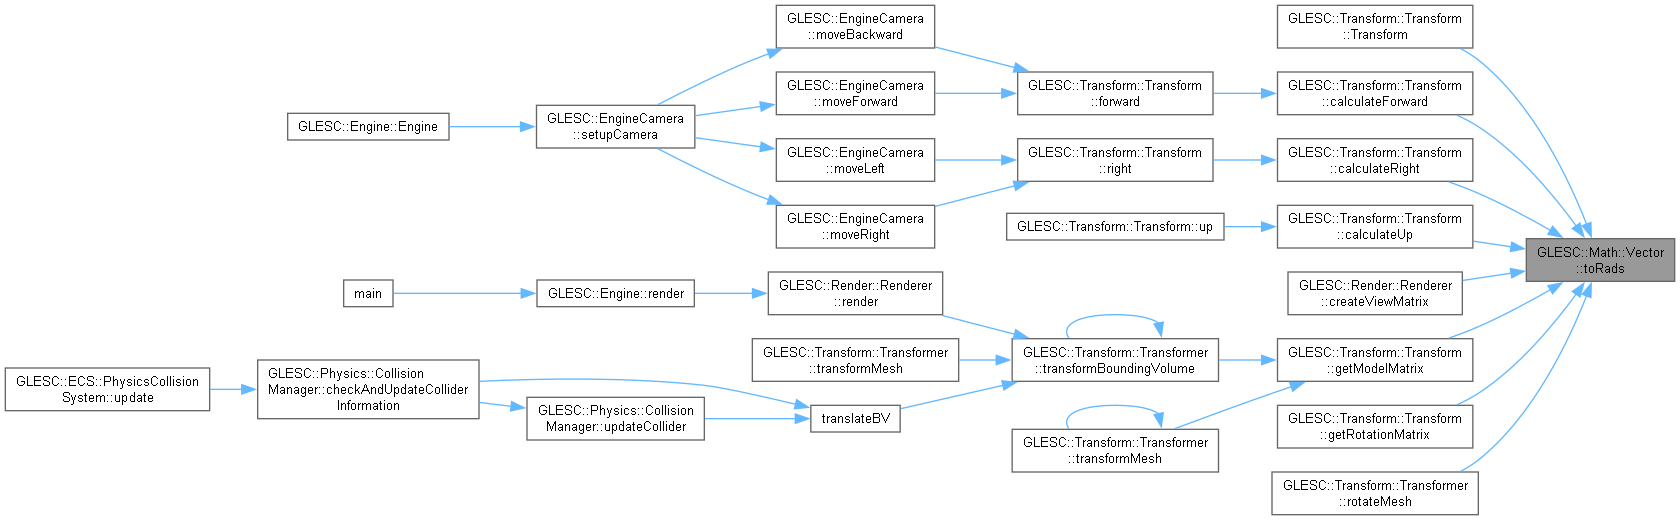 GLESC::Engine::Engine
GLESC::EngineCamera
::setupCamera
GLESC::EngineCamera
::moveBackward
GLESC::EngineCamera
::moveForward
GLESC::EngineCamera
::moveLeft
GLESC::EngineCamera
::moveRight
GLESC::Transform::Transform
::forward
GLESC::Transform::Transform
::right
GLESC::Transform::Transform::up
GLESC::Transform::Transform
::Transform
GLESC::Transform::Transform
::calculateForward
GLESC::Transform::Transform
::calculateRight
GLESC::Transform::Transform
::calculateUp
GLESC::Math::Vector
::toRads
main
GLESC::Engine::render
GLESC::Render::Renderer
::render
GLESC::Render::Renderer
::createViewMatrix
GLESC::Transform::Transformer
::transformMesh
GLESC::Transform::Transformer
::transformBoundingVolume
GLESC::Transform::Transform
::getModelMatrix
GLESC::ECS::PhysicsCollision
System::update
GLESC::Physics::Collision
Manager::checkAndUpdateCollider
Information
GLESC::Physics::Collision
Manager::updateCollider
translateBV
GLESC::Transform::Transformer
::transformMesh
GLESC::Transform::Transform
::getRotationMatrix
GLESC::Transform::Transformer
::rotateMesh